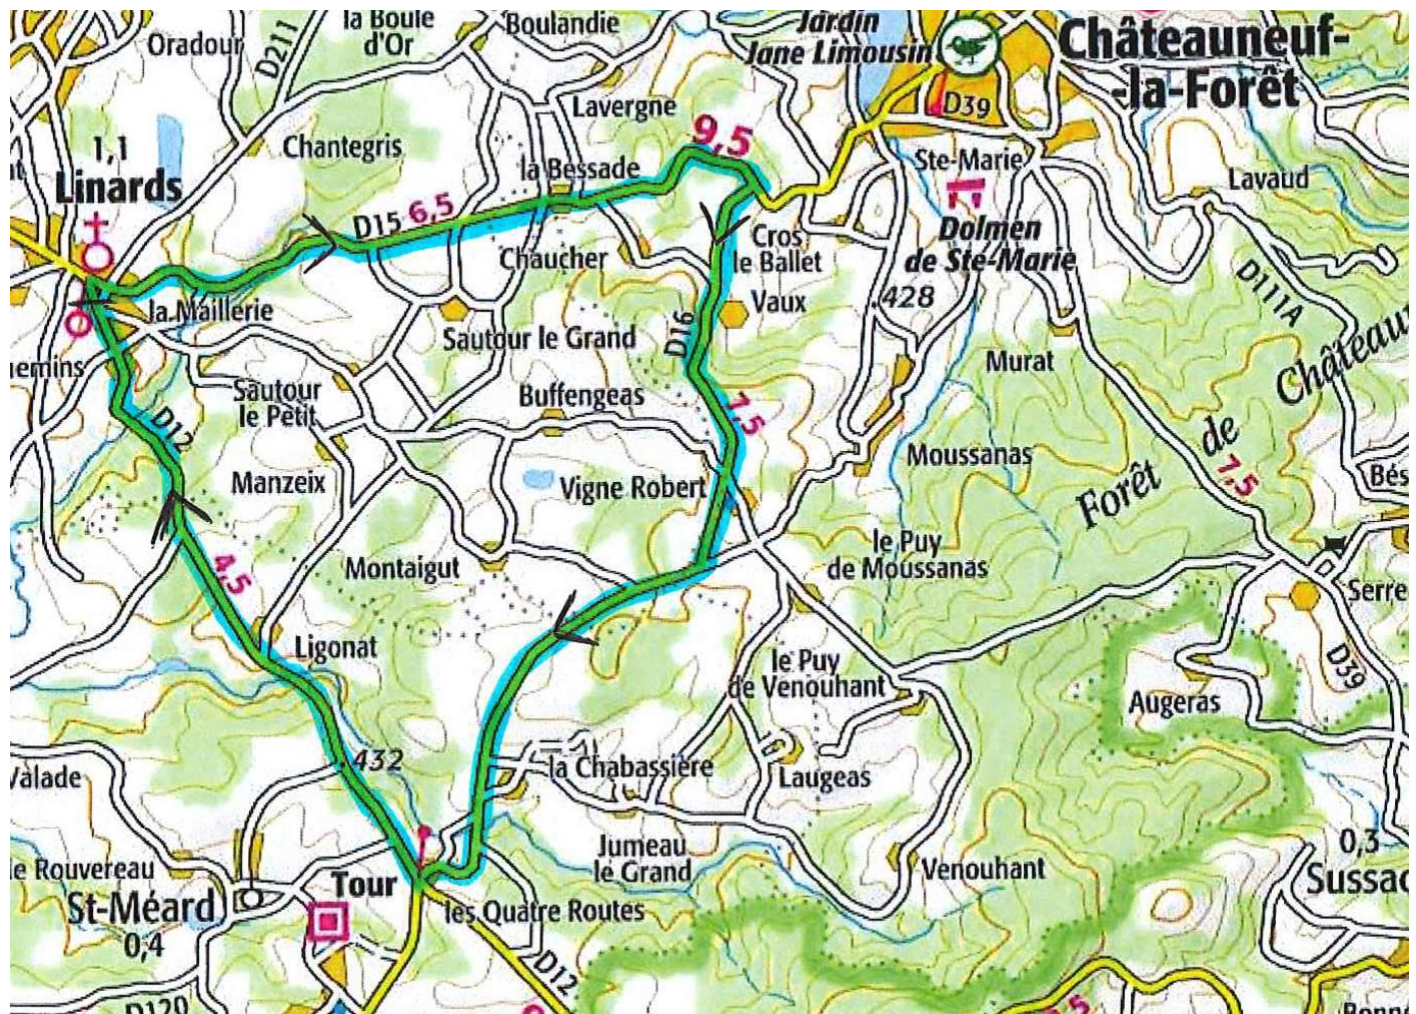 la Boule
d'Or
Boulandie
Jardin
Jane Limousin
Châteauneuf-
-la-Forêt
Oradour
D211
Lavergne
9,5
D39
1,1
Linards
Chantegris
la Bessade
Ste-Marie
Lavaud
D15
6,5
Dolmen
de Ste-Marie
Chaucher
Cros
le Ballet
D111A
la Maillerie
Vaux
.428
Sautour le Grand
D16
Murat
Château
emins
Sautour
le Petit
Buffengeas
7,5
D12
de
Forêt
7,5
Manzeix
Vigne Robert
Moussanas
Bés
4,5
Montaigut
le Puy
de Moussanas
Serre
Ligonat
le Puy
de Venouhant
Augeras
D39
.432
la Chabassière
Laugeas
Valade
le Rouvereau
Jumeau
le Grand
Venouhant
0,3
Sussac
Tour
St-Méard
0,4
les Quatre Routes
D12
D120